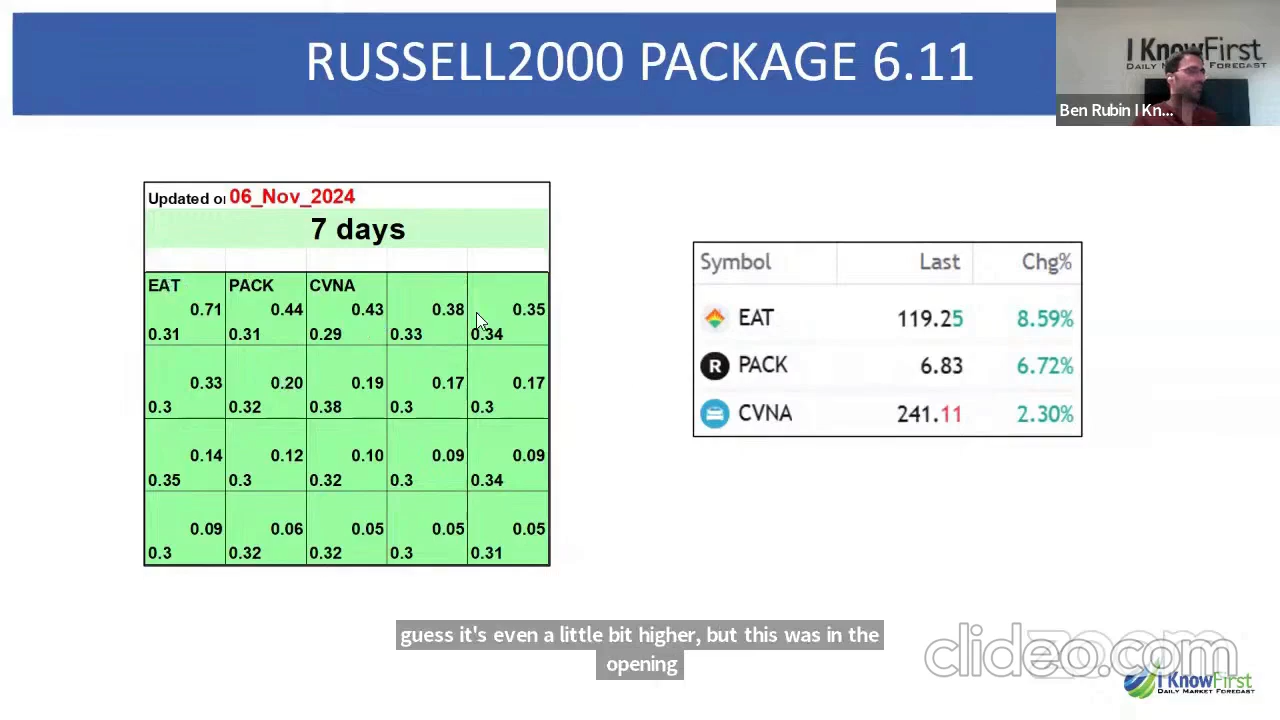 RUSSELL2000 PACKAGE 6.11
I KnowFirst
DAILY MARKET FORECAST
Ben Rubin I Kn...
Updated o 06_Nov_2024
7 days
EAT PACK CVNA
0.71 0.44 0.43 0.38 0.35
0.31 0.31 0.29 0.33 0.34
0.33 0.20 0.19 0.17 0.17
0.3 0.32 0.38 0.3 0.3
0.14 0.12 0.10 0.09 0.09
0.35 0.3 0.32 0.3 0.34
0.09 0.06 0.05 0.05 0.05
0.3 0.32 0.32 0.3 0.31
Symbol Last Chg%
EAT 119.25 8.59%
R PACK 6.83 6.72%
CVNA 241.11 2.30%
guess it's even a little bit higher, but this was in the
opening
clideo.com
zoom
I KnowFirst
DAILY MARKET FORECAST